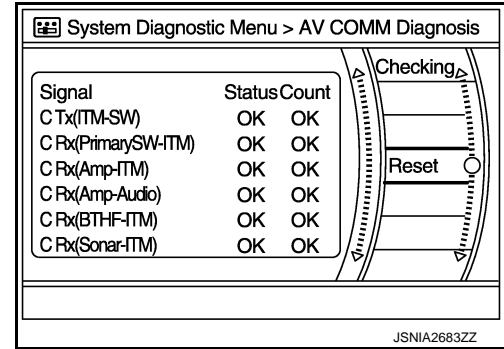 System Diagnostic Menu > AV COMM Diagnosis
Checking
Signal Status Count
C Tx(ITM-SW) OK OK
C Rx(PrimarySW-ITM) OK OK
C Rx(Amp-ITM) OK OK
Reset
C Rx(Amp-Audio) OK OK
C Rx(BTHF-ITM) OK OK
C Rx(Sonar-ITM) OK OK
JSNIA2683ZZ